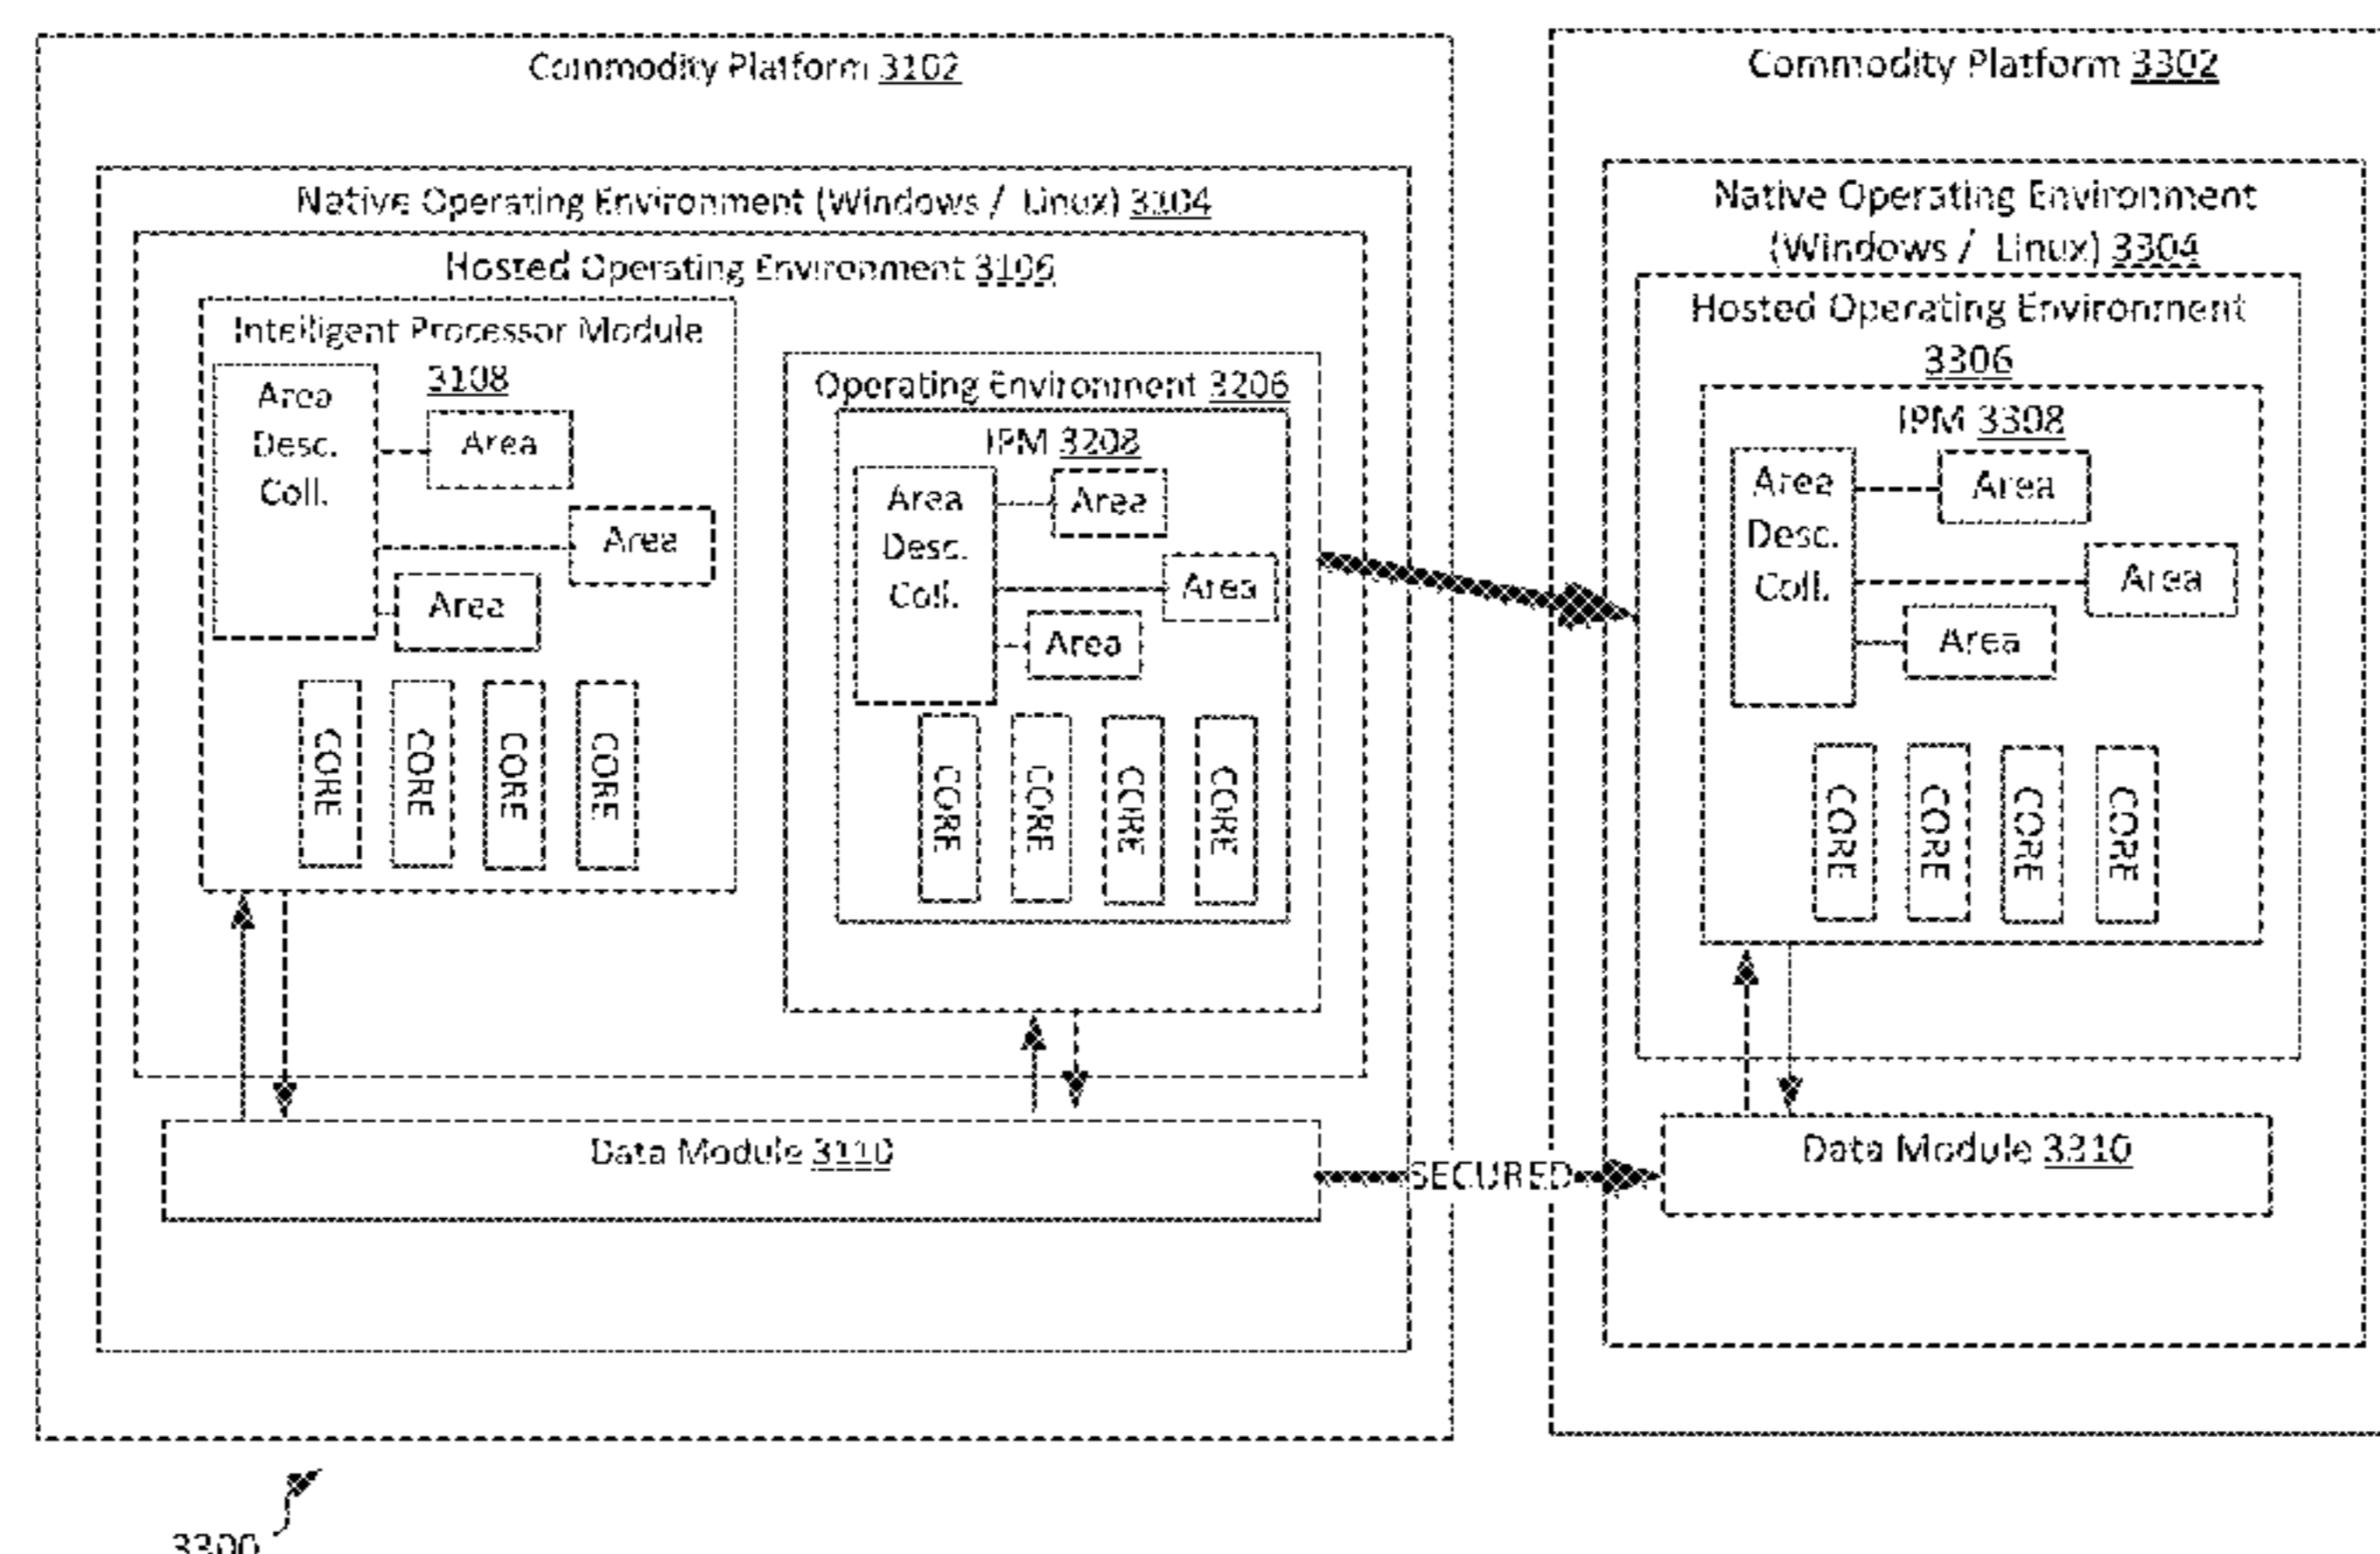 Commodity Platform 3102
Native Operating Environment (Windows / Linux) 3104
Hosted Operating Environment 3106
Intelligent Processor Module
3108
Area
Desc.
Coll.
Area
Area
Area
CORE
CORE
CORE
CORE
Operating Environment 3206
IPM 3208
Area
Desc.
Coll.
Area
Area
Area
CORE
CORE
CORE
CORE
Data Module 3110
SECURED
Commodity Platform 3302
Native Operating Environment
(Windows / Linux) 3304
Hosted Operating Environment
3306
IPM 3308
Area
Desc.
Coll.
Area
Area
Area
CORE
CORE
CORE
CORE
Data Module 3310
3300